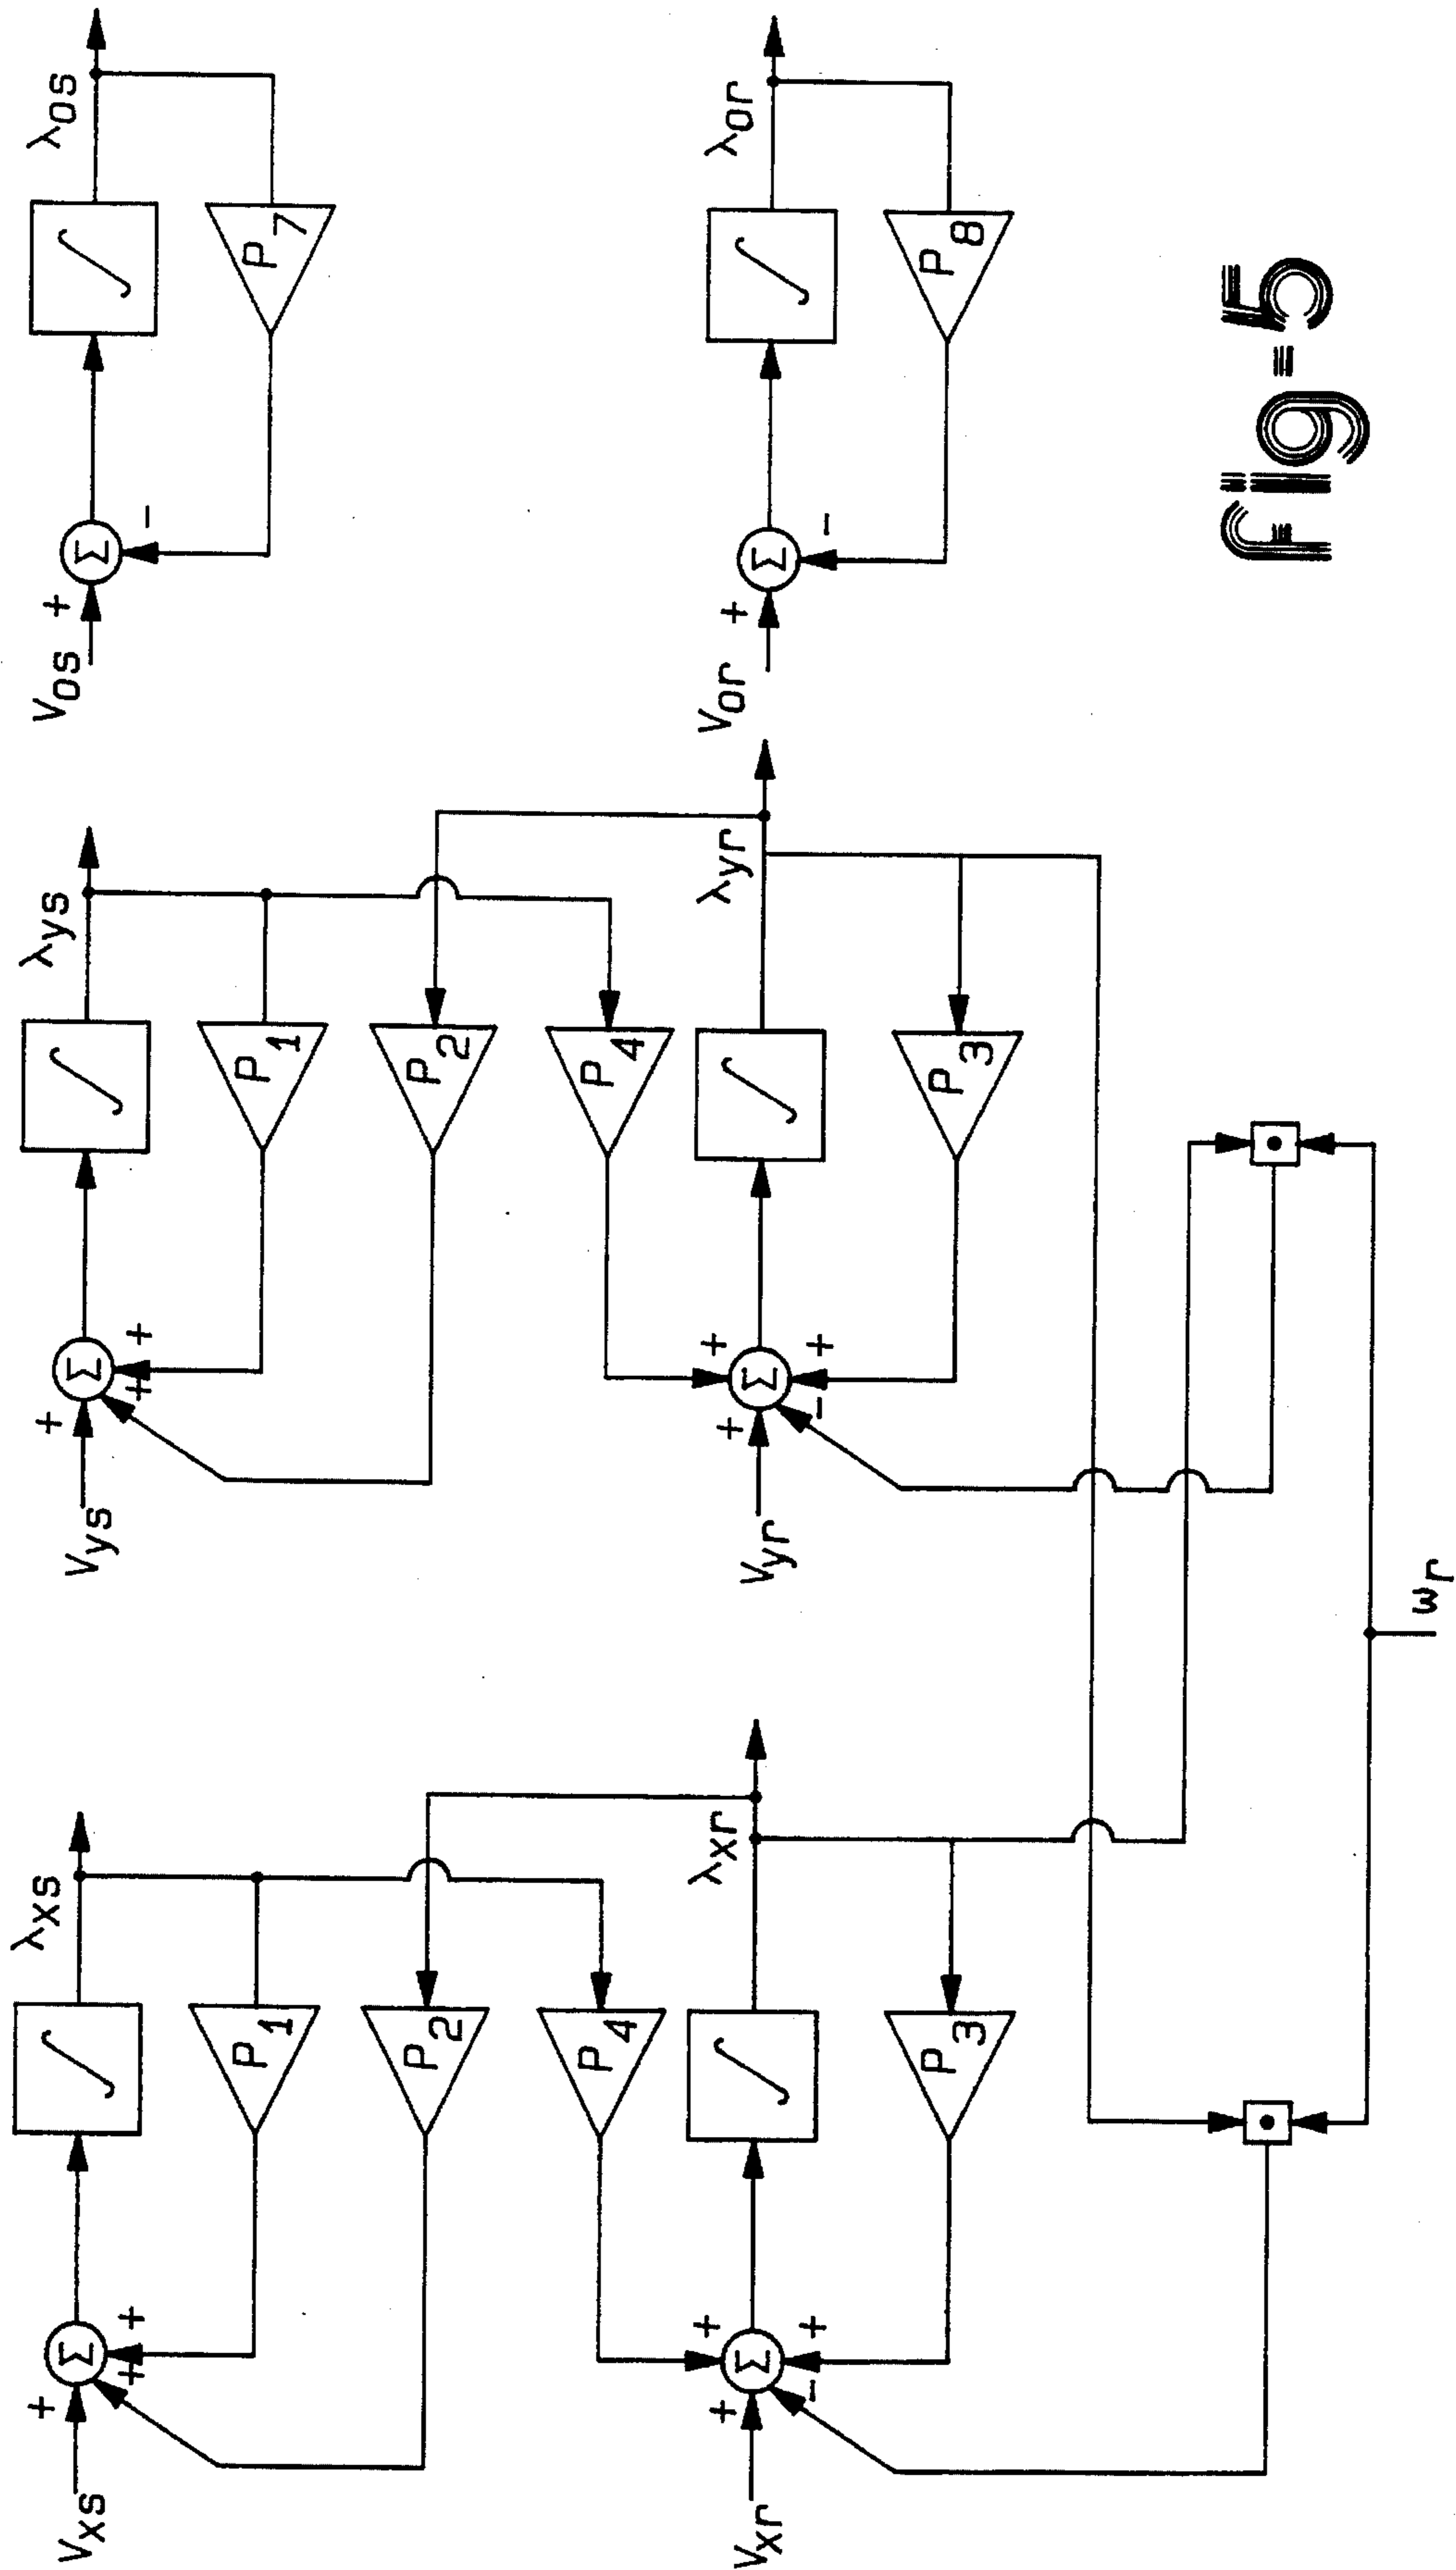 Vxs
+
Σ
+
+
∫
λxs
P1
P2
P4
Vxr
+
Σ
+
+
-
∫
λxr
P3
Vys
+
Σ
+
+
∫
λys
P1
P2
P4
Vyr
+
Σ
+
+
-
∫
λyr
P3
ωr
Vos
+
Σ
-
∫
λos
P7
Vor
+
Σ
-
∫
λor
P8
fig-5